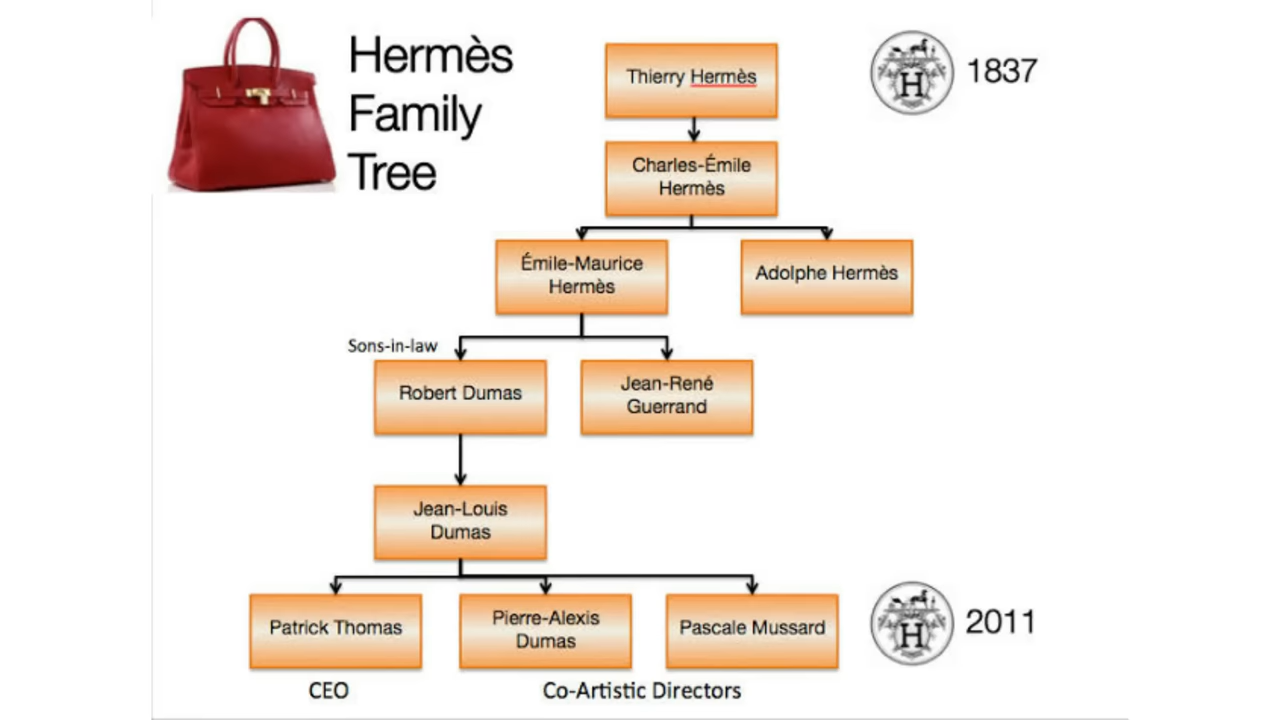 Hermès
Family
Tree
Thierry Hermès
H
1837
Charles-Émile
Hermès
Émile-Maurice
Hermès
Adolphe Hermès
Sons-in-law
Robert Dumas
Jean-René
Guerrand
Jean-Louis
Dumas
Patrick Thomas
Pierre-Alexis
Dumas
Pascale Mussard
H
2011
CEO
Co-Artistic Directors